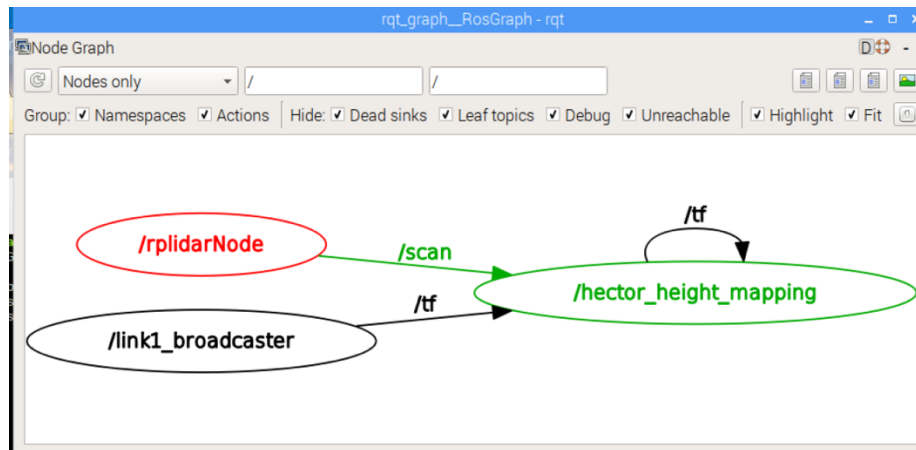 rqt_graph__RosGraph - rqt
Node Graph
D
Nodes only / /
Group: Namespaces Actions Hide: Dead sinks Leaf topics Debug Unreachable Highlight Fit
/tf
/rplidarNode
/scan
/hector_height_mapping
/tf
/link1_broadcaster